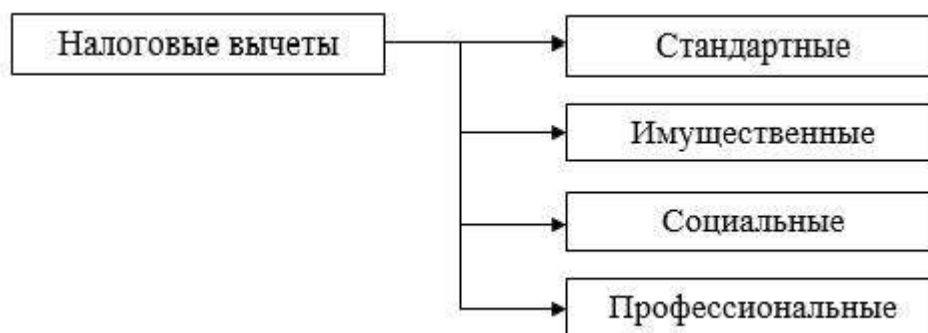 Налоговые вычеты
Стандартные
Имущественные
Социальные
Профессиональные